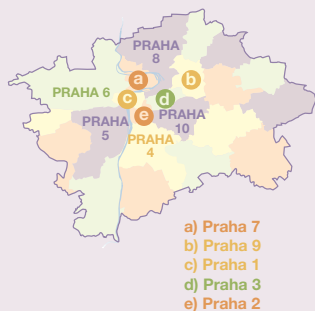 PRAHA
8
a
b
PRAHA 6
c
d
e
PRAHA
5
PRAHA
10
PRAHA
4
a) Praha 7
b) Praha 9
c) Praha 1
d) Praha 3
e) Praha 2